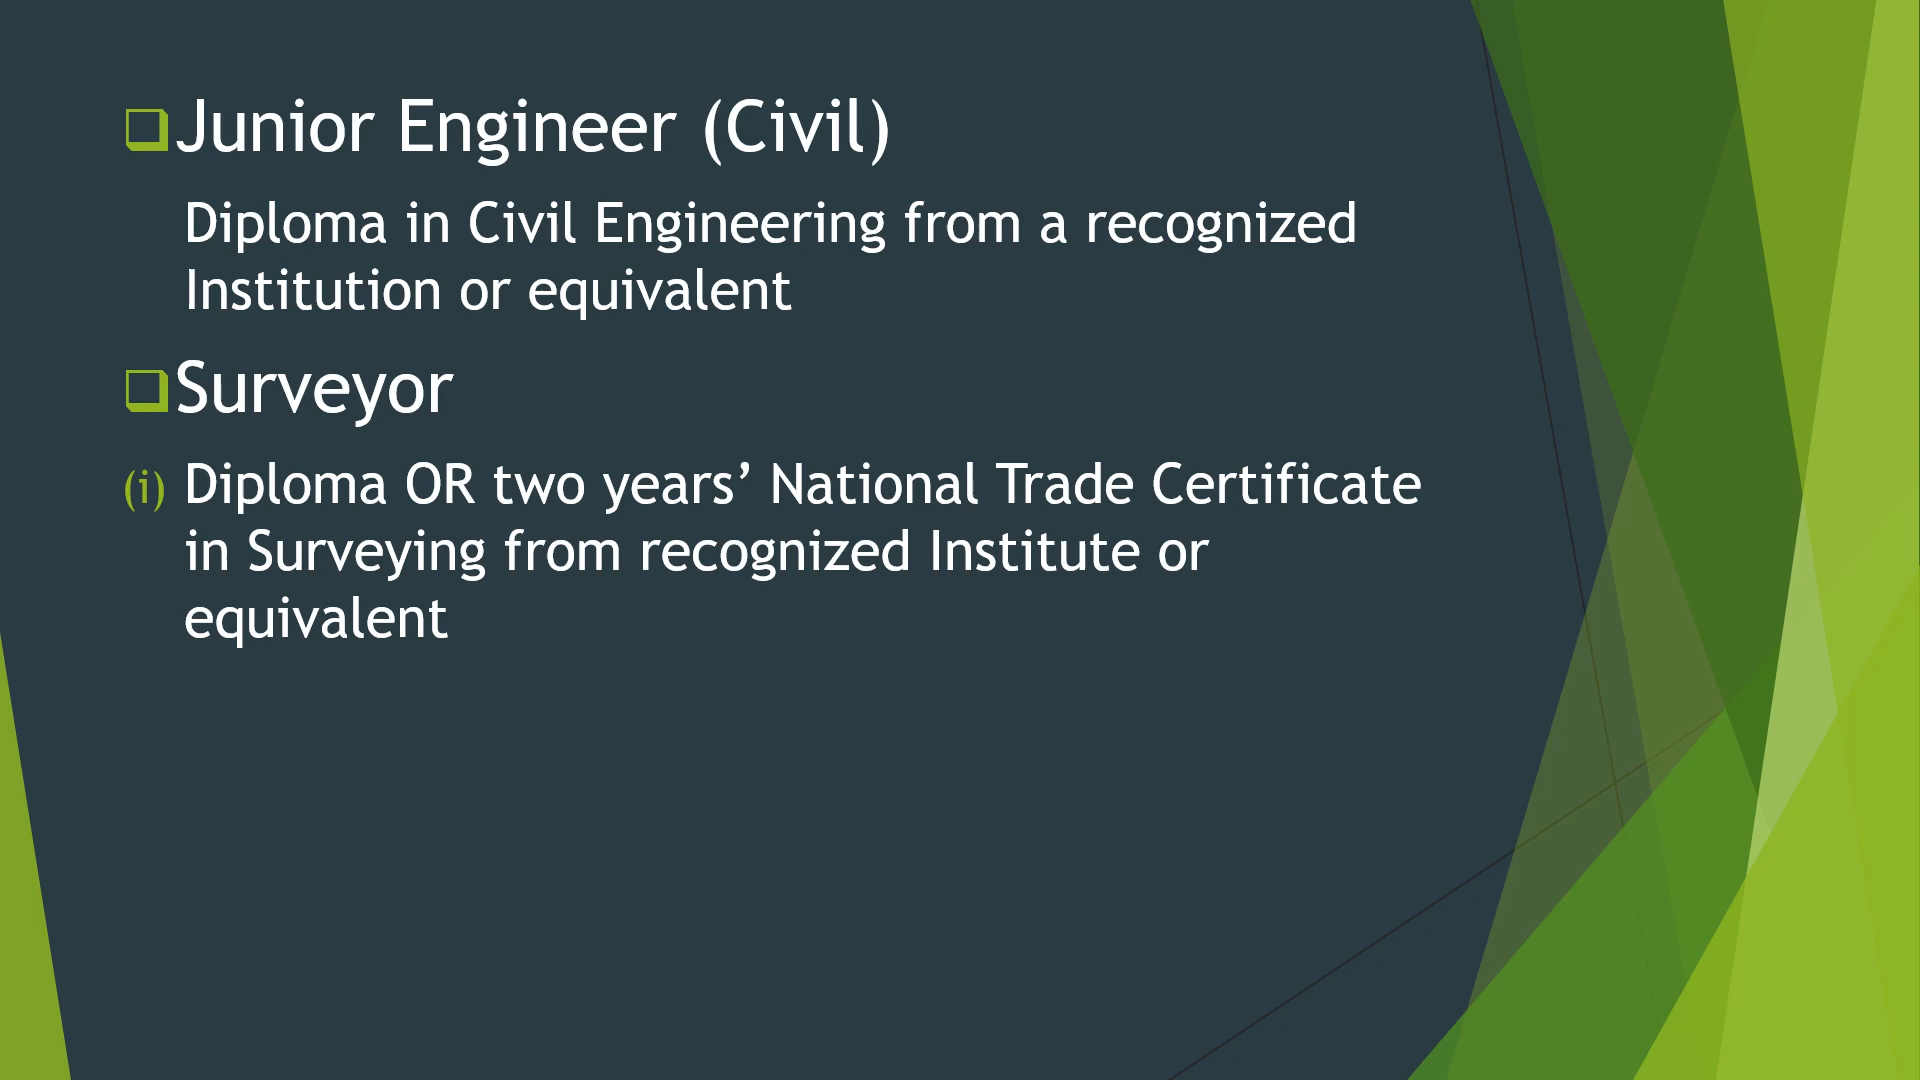 Junior Engineer (Civil)
Diploma in Civil Engineering from a recognized
Institution or equivalent
Surveyor
(i) Diploma OR two years’ National Trade Certificate
in Surveying from recognized Institute or
equivalent